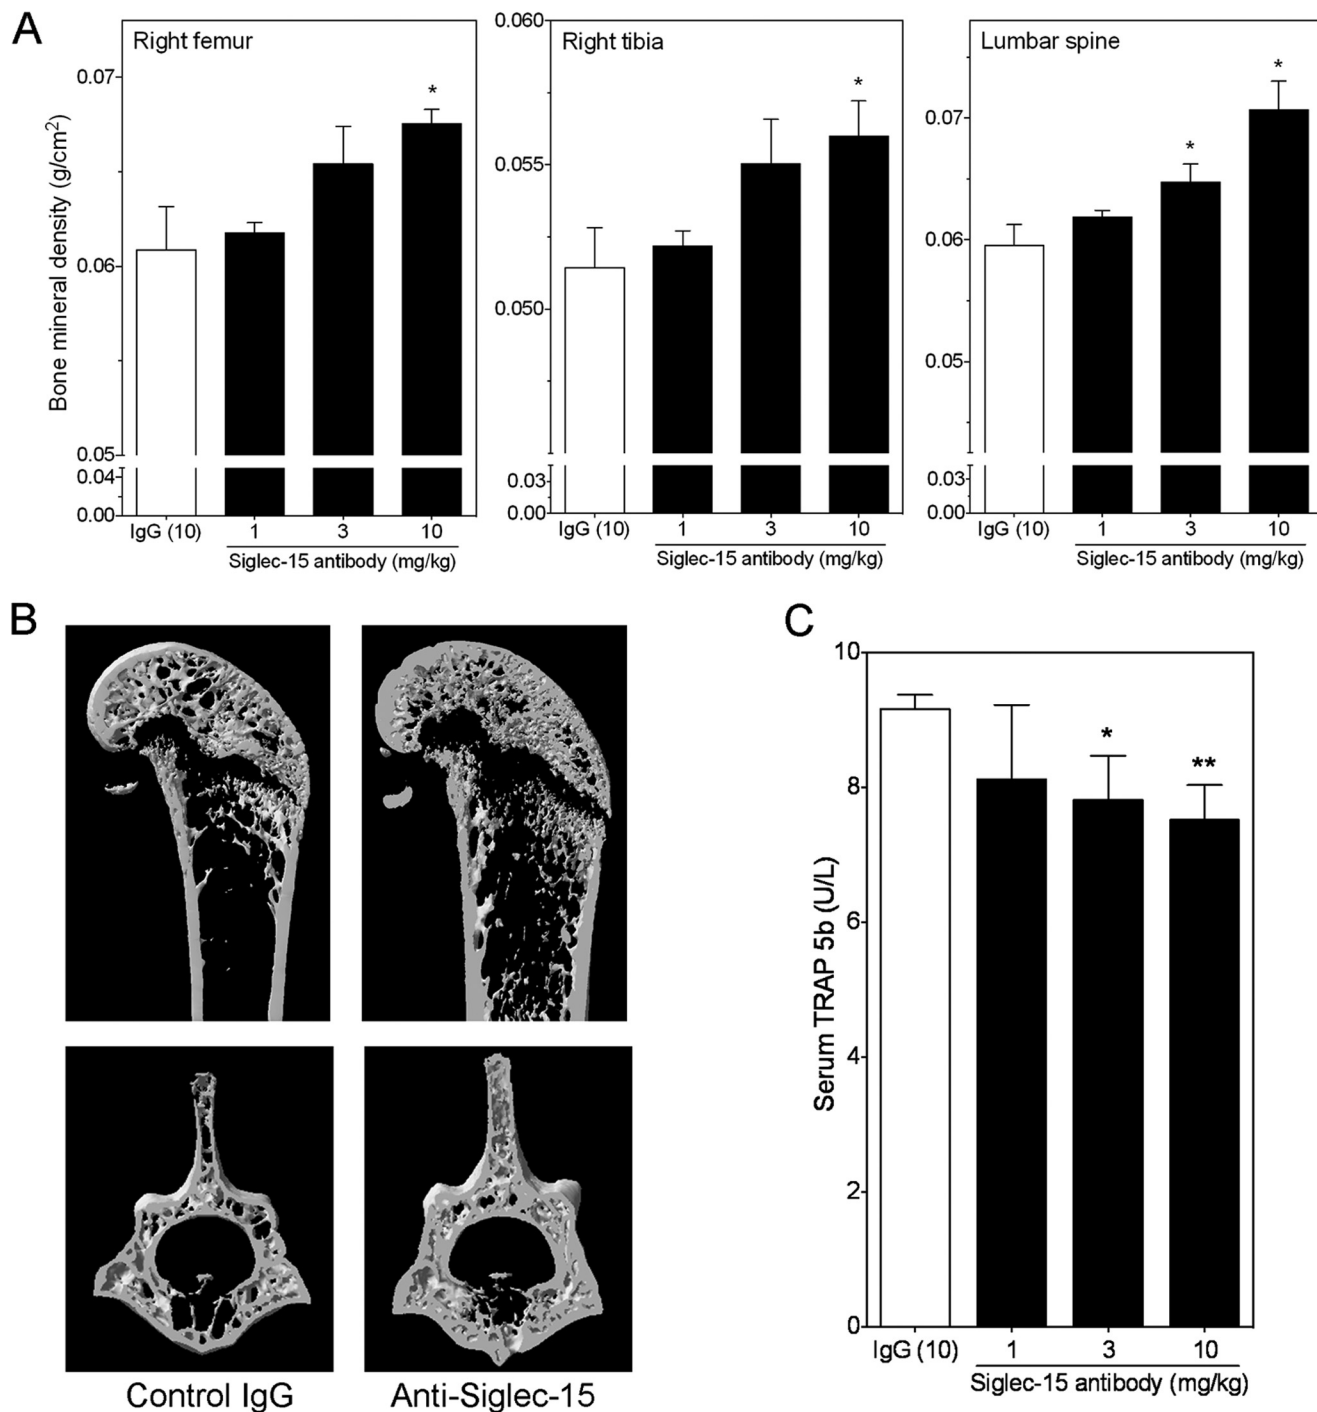 A
Right femur
Right tibia
Lumbar spine
Bone mineral density (g/cm²)
0.07
0.06
0.05
0.04
0.00
*
IgG (10)
1
3
10
Siglec-15 antibody (mg/kg)
0.060
0.055
0.050
0.03
0.00
*
IgG (10)
1
3
10
Siglec-15 antibody (mg/kg)
0.07
0.06
0.05
0.03
0.00
*
*
IgG (10)
1
3
10
Siglec-15 antibody (mg/kg)
B
Control IgG
Anti-Siglec-15
C
Serum TRAP 5b (U/L)
10
8
6
4
2
0
*
**
IgG (10)
1
3
10
Siglec-15 antibody (mg/kg)